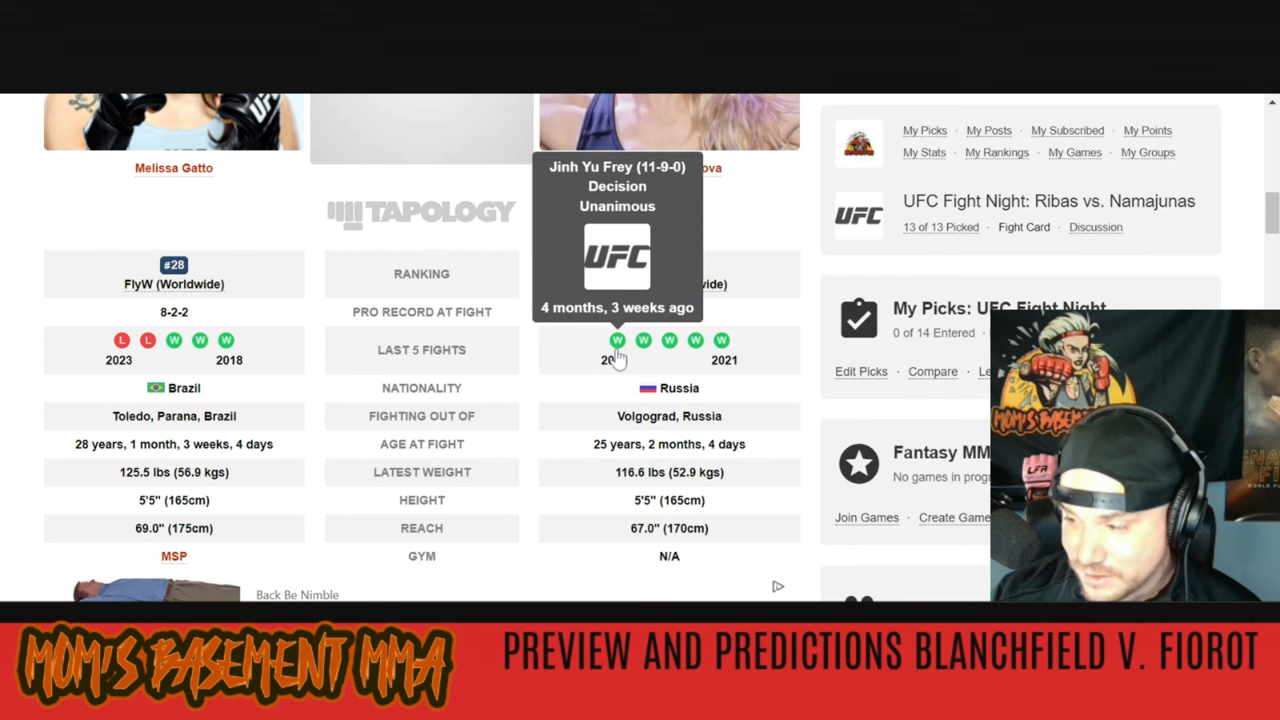 UFC
Melissa Gatto
ova
TAPOLOGY
Jinh Yu Frey (11-9-0)
Decision
Unanimous
UFC
4 months, 3 weeks ago
#28
FlyW (Worldwide)
RANKING
wide)
8-2-2
PRO RECORD AT FIGHT
L L W W W
2023 2018
LAST 5 FIGHTS
W W W W W
20 2021
Brazil
NATIONALITY
Russia
Toledo, Parana, Brazil
FIGHTING OUT OF
Volgograd, Russia
28 years, 1 month, 3 weeks, 4 days
AGE AT FIGHT
25 years, 2 months, 4 days
125.5 lbs (56.9 kgs)
LATEST WEIGHT
116.6 lbs (52.9 kgs)
5'5" (165cm)
HEIGHT
5'5" (165cm)
69.0" (175cm)
REACH
67.0" (170cm)
MSP
GYM
N/A
Back Be Nimble
My Picks · My Posts · My Subscribed · My Points
My Stats · My Rankings · My Games · My Groups
UFC
UFC Fight Night: Ribas vs. Namajunas
13 of 13 Picked · Fight Card · Discussion
My Picks: UFC Fight Night
0 of 14 Entered ·
Edit Picks · Compare · Le
Fantasy MM
No games in progr
Join Games · Create Game
MOM'S BASEMENT
LFA
MOM'S BASEMENT MMA
PREVIEW AND PREDICTIONS BLANCHFIELD V. FIOROT